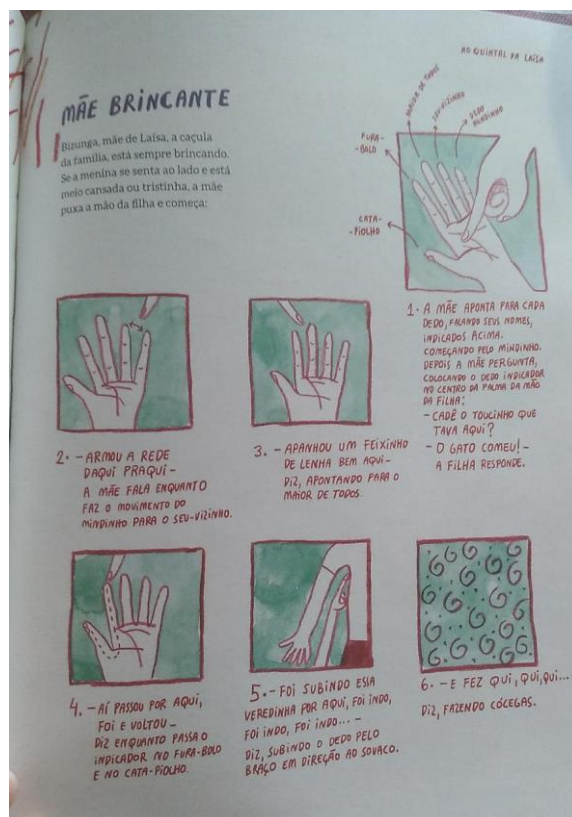 AO QUINTAL DA LAÍSA
MÃE BRINCANTE
Bizunga, mãe de Laísa, a caçula
da família, está sempre brincando.
Se a menina se senta ao lado e está
meio cansada ou tristinha, a mãe
puxa a mão da filha e começa:
MAIOR DE TODOS
SEU-VIZINHO
DEDO
MINDINHO
FURA-
-BOLO
CATA-
-PIOLHO
1. A MÃE APONTA PARA CADA
DEDO, FALANDO SEUS NOMES,
INDICADOS ACIMA.
COMEÇANDO PELO MINDINHO.
DEPOIS A MÃE PERGUNTA,
COLOCANDO O DEDO INDICADOR
NO CENTRO DA PALMA DA MÃO
DA FILHA:
- CADÊ O TOUCINHO QUE
TAVA AQUI?
- O GATO COMEU! -
A FILHA RESPONDE.
2. - ARMOU A REDE
DAQUI PRAQUI -
A MÃE FALA ENQUANTO
FAZ O MOVIMENTO DO
MINDINHO PARA O SEU-VIZINHO.
3. - APANHOU UM FEIXINHO
DE LENHA BEM AQUI -
DIZ, APONTANDO PARA O
MAIOR DE TODOS.
4. - AÍ PASSOU POR AQUI,
FOI E VOLTOU -
DIZ ENQUANTO PASSA O
INDICADOR NO FURA-BOLO
E NO CATA-PIOLHO.
5. - FOI SUBINDO ESSA
VEREDINHA POR AQUI, FOI INDO,
FOI INDO, FOI INDO... -
DIZ, SUBINDO O DEDO PELO
BRAÇO EM DIREÇÃO AO SOVACO.
6. - E FEZ QUI, QUI, QUI...
DIZ, FAZENDO CÓCEGAS.